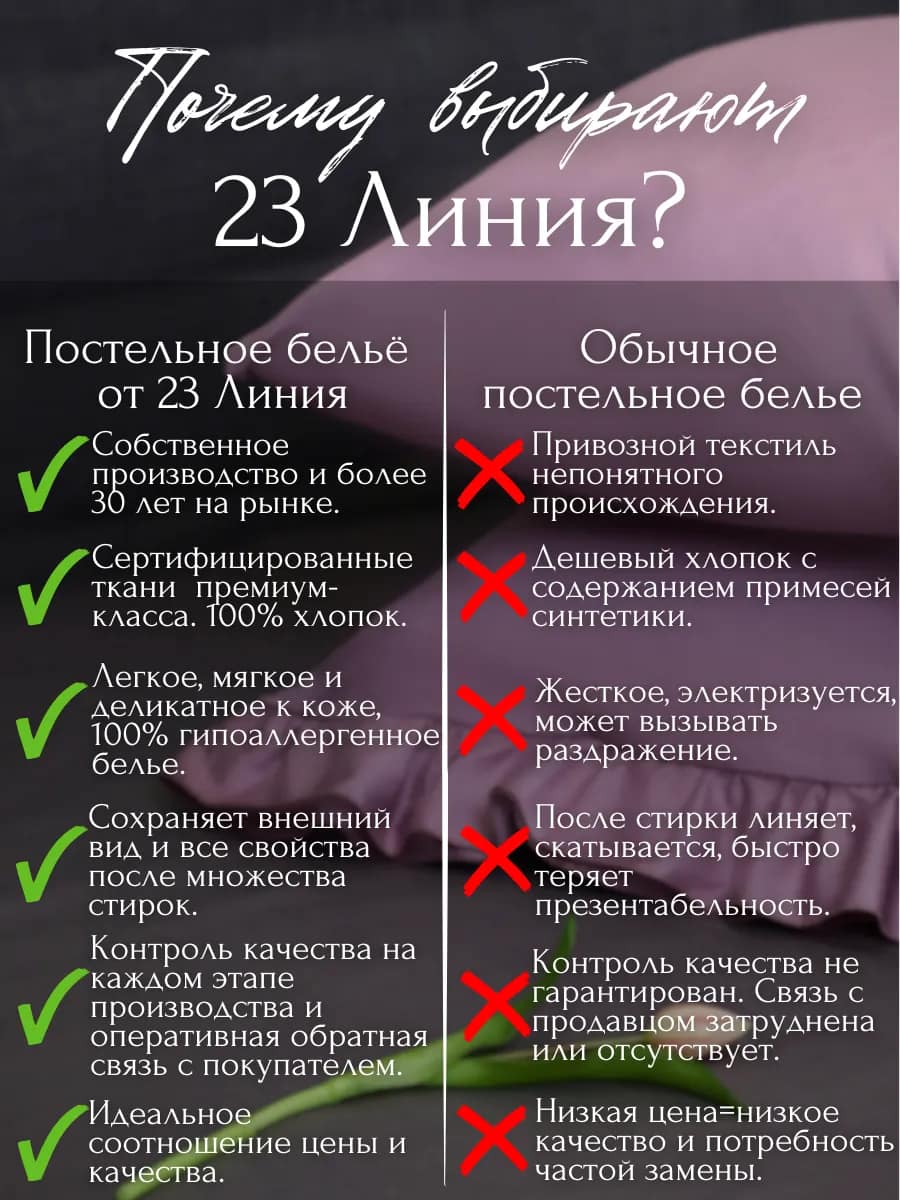 Почему выбирают
23 Линия?
Постельное бельё
от 23 Линия
Собственное
производство и более
30 лет на рынке.
Сертифицированные
ткани премиум-
класса. 100% хлопок.
Легкое, мягкое и
деликатное к коже,
100% гипоаллергенное
белье.
Сохраняет внешний
вид и все свойства
после множества
стирок.
Контроль качества на
каждом этапе
производства и
оперативная обратная
связь с покупателем.
Идеальное
соотношение цены и
качества.
Обычное
постельное белье
Привозной текстиль
непонятного
происхождения.
Дешевый хлопок с
содержанием примесей
синтетики.
Жесткое, электризуется,
может вызывать
раздражение.
После стирки линяет,
скатывается, быстро
теряет
презентабельность.
Контроль качества не
гарантирован. Связь с
продавцом затруднена
или отсутствует.
Низкая цена=низкое
качество и потребность
частой замены.